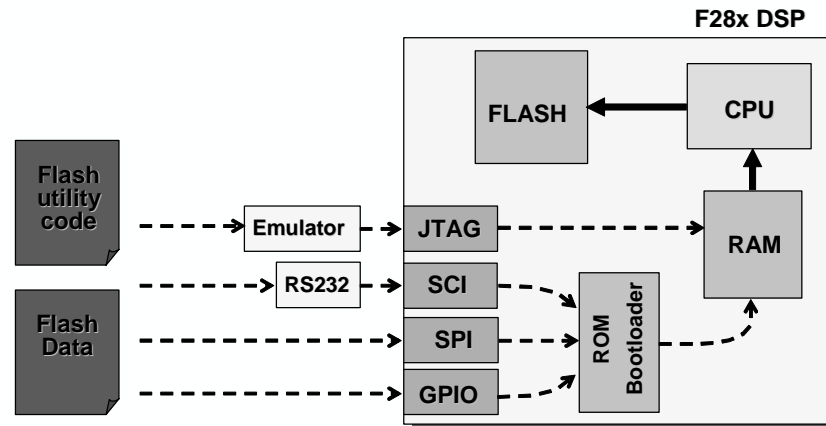 F28x DSP
FLASH
CPU
Flash
utility
code
Emulator
JTAG
RAM
RS232
SCI
ROM
Bootloader
Flash
Data
SPI
GPIO